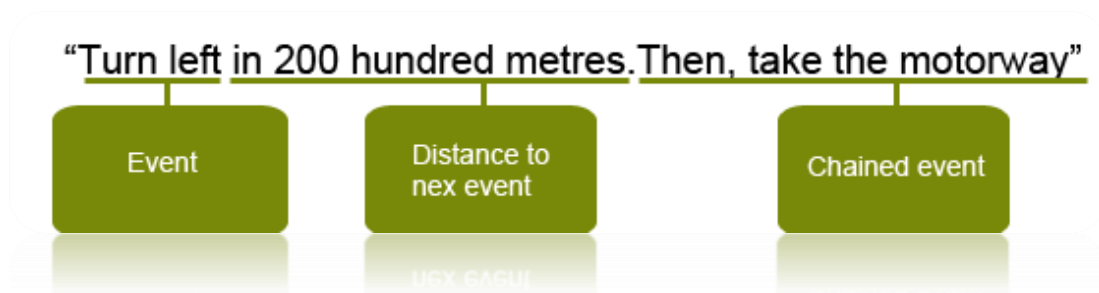 “Turn left in 200 hundred metres.Then, take the motorway”
Event
Distance to
nex event
Chained event